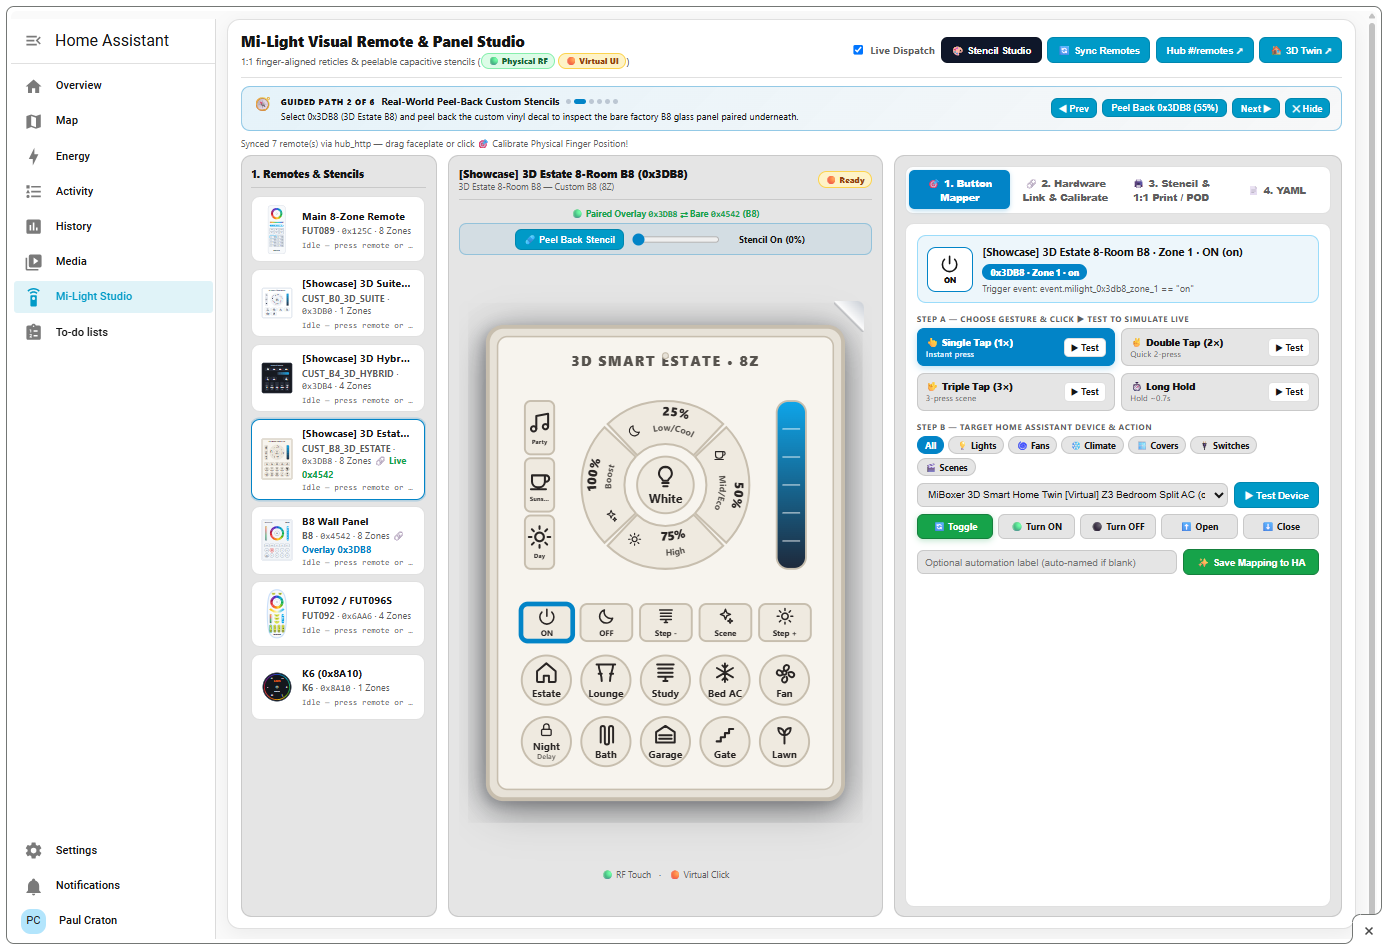 Home Assistant
Overview
Map
Energy
Activity
History
Media
Mi-Light Studio
To-do lists
Settings
Notifications
PC
Paul Craton
Mi-Light Visual Remote & Panel Studio
1:1 finger-aligned reticles & peelable capacitive stencils ( Physical RF Virtual UI )
Live Dispatch
Stencil Studio
Sync Remotes
Hub #/remotes ↗
3D Twin ↗
GUIDED PATH 2 OF 6 Real-World Peel-Back Custom Stencils
Select 0x3DB8 (3D Estate B8) and peel back the custom vinyl decal to inspect the bare factory B8 glass panel paired underneath.
◀ Prev
Peel Back 0x3DB8 (55%)
Next ▶
✕ Hide
Synced 7 remote(s) via hub_http — drag faceplate or click 🎯 Calibrate Physical Finger Position!
1. Remotes & Stencils
Main 8-Zone Remote
FUT089 · 0x125C · 8 Zones
Idle — press remote or …
[Showcase] 3D Suite…
CUST_B0_3D_SUITE ·
0x3DB0 · 1 Zones
Idle — press remote or …
[Showcase] 3D Hybr…
CUST_B4_3D_HYBRID ·
0x3DB4 · 4 Zones
Idle — press remote or …
[Showcase] 3D Estat…
CUST_B8_3D_ESTATE ·
0x3DB8 · 8 Zones 🔗 Live
0x4542
Idle — press remote or …
B8 Wall Panel
B8 · 0x4542 · 8 Zones 🔗
Overlay 0x3DB8
Idle — press remote or …
FUT092 / FUT096S
FUT092 · 0x6AA6 · 4 Zones
Idle — press remote or …
K6 (0x8A10)
K6 · 0x8A10 · 1 Zones
Idle — press remote or …
[Showcase] 3D Estate 8-Room B8 (0x3DB8)
3D Estate 8-Room B8 — Custom B8 (8Z)
Ready
Paired Overlay 0x3DB8 ⇄ Bare 0x4542 (B8)
Peel Back Stencil
Stencil On (0%)
3D SMART ESTATE • 8Z
Party
Suns…
Day
25%
Low/Cool
50%
Mid/Eco
75%
High
100%
Boost
White
ON
OFF
Step -
Scene
Step +
Estate
Lounge
Study
Bed AC
Fan
Night
Delay
Bath
Garage
Gate
Lawn
RF Touch · Virtual Click
1. Button
Mapper
2. Hardware
Link & Calibrate
3. Stencil &
1:1 Print / POD
4. YAML
ON
[Showcase] 3D Estate 8-Room B8 · Zone 1 · ON (on)
0x3DB8 · Zone 1 · on
Trigger event: event.milight_0x3db8_zone_1 == "on"
STEP A — CHOOSE GESTURE & CLICK ▶ TEST TO SIMULATE LIVE
Single Tap (1x)
Instant press
▶ Test
Double Tap (2x)
Quick 2-press
▶ Test
Triple Tap (3x)
3-press scene
▶ Test
Long Hold
Hold ~0.7s
▶ Test
STEP B — TARGET HOME ASSISTANT DEVICE & ACTION
All
Lights
Fans
Climate
Covers
Switches
Scenes
MiBoxer 3D Smart Home Twin [Virtual] Z3 Bedroom Split AC (c
▶ Test Device
Toggle
Turn ON
Turn OFF
Open
Close
Optional automation label (auto-named if blank)
Save Mapping to HA